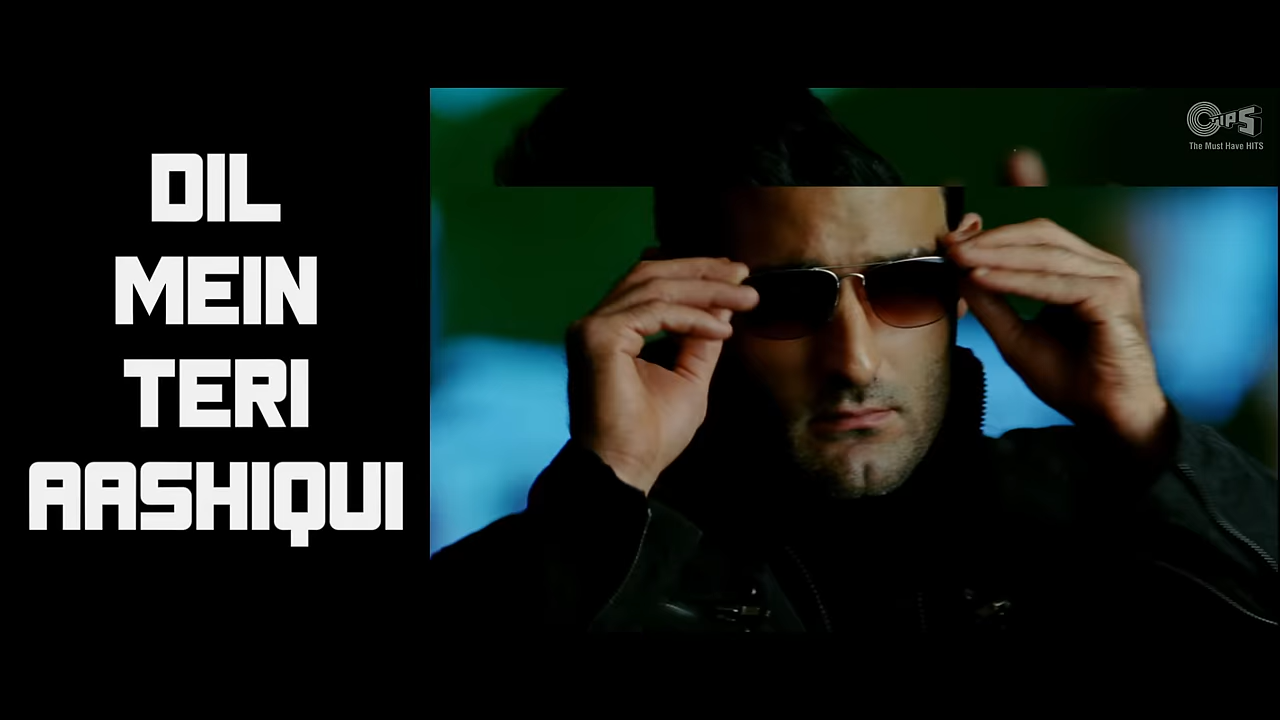 DIL
MEIN
TERI
AASHIQUI
TIPS
The Must Have HITS